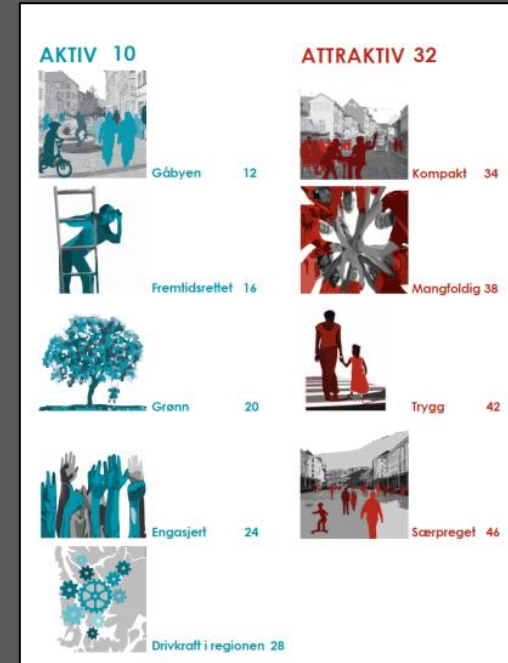 AKTIV 10
Gåbyen 12
Fremtidsrettet 16
Grønn 20
Engasjert 24
Drivkraft i regionen 28
ATTRAKTIV 32
Kompakt 34
Mangfoldig 38
Trygg 42
Særpreget 46